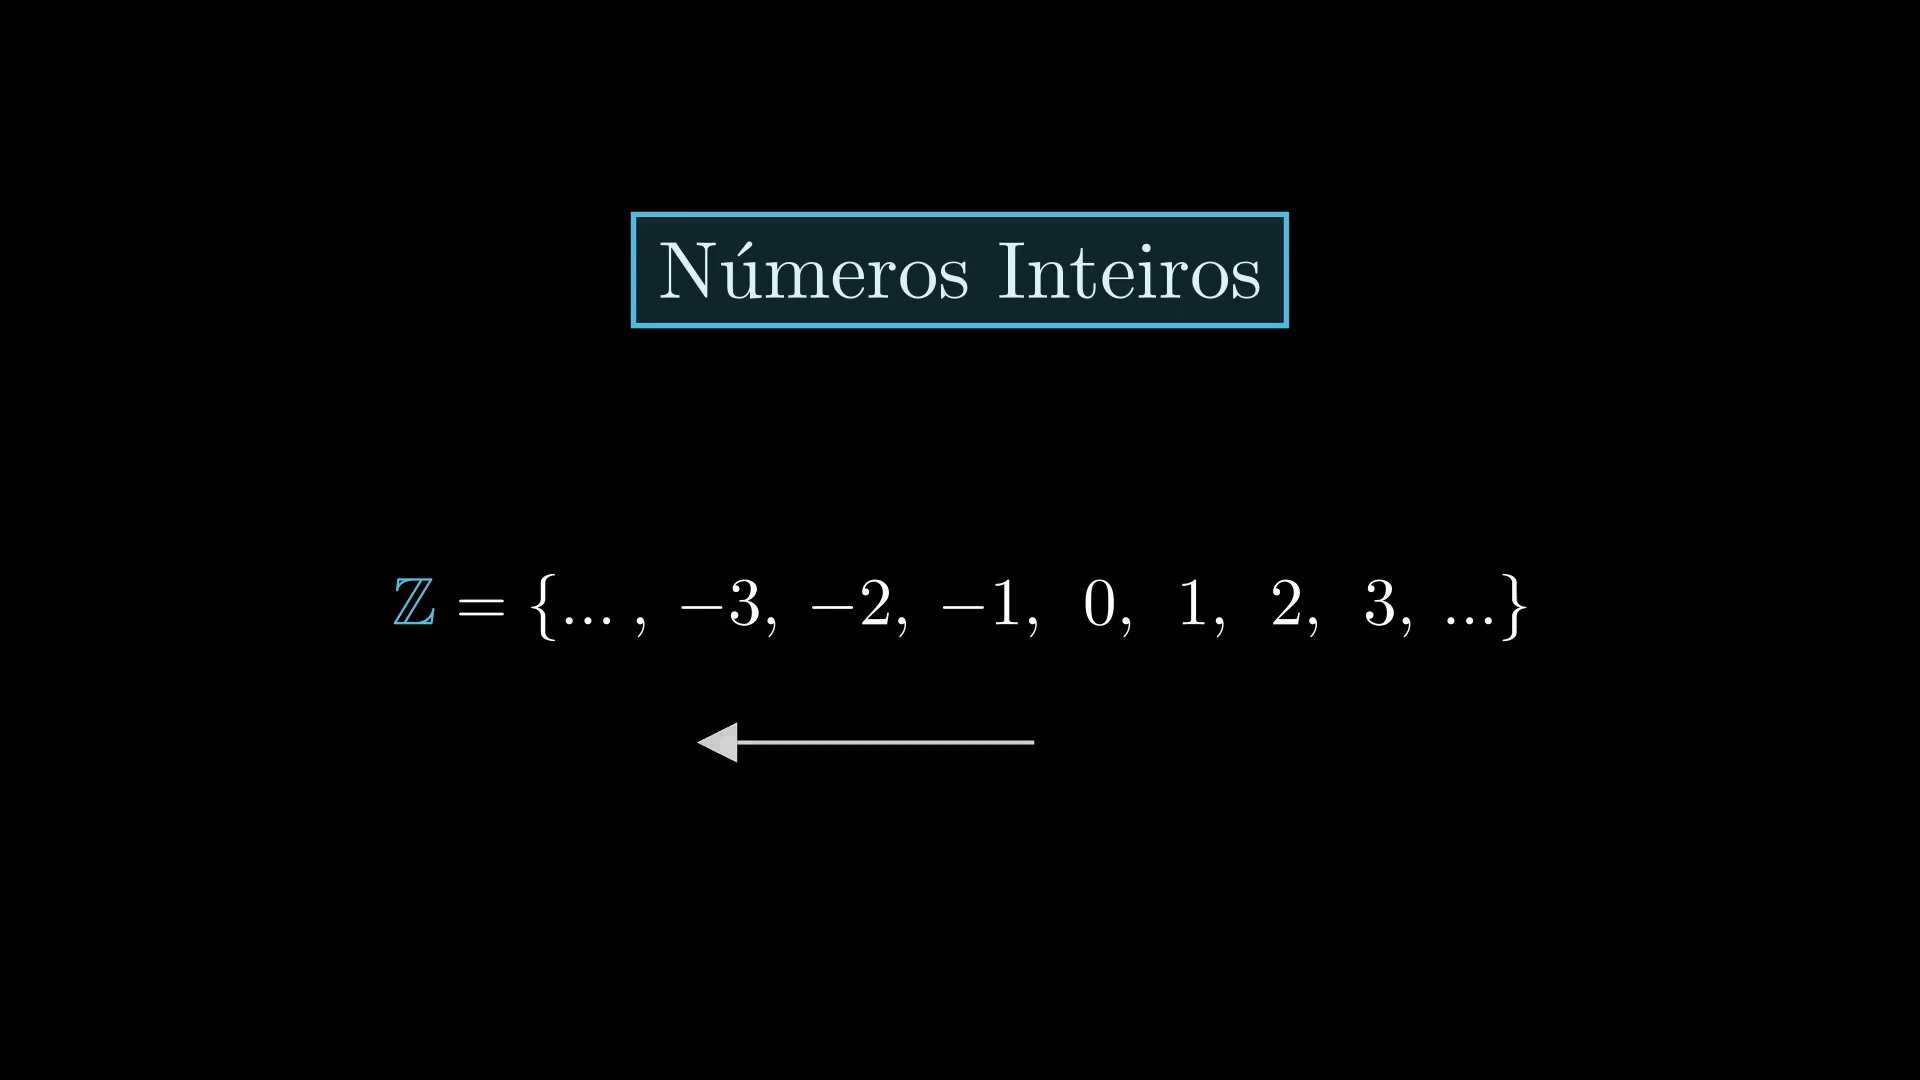 Números Inteiros
ℤ = {... , −3, −2, −1, 0, 1, 2, 3, ...}